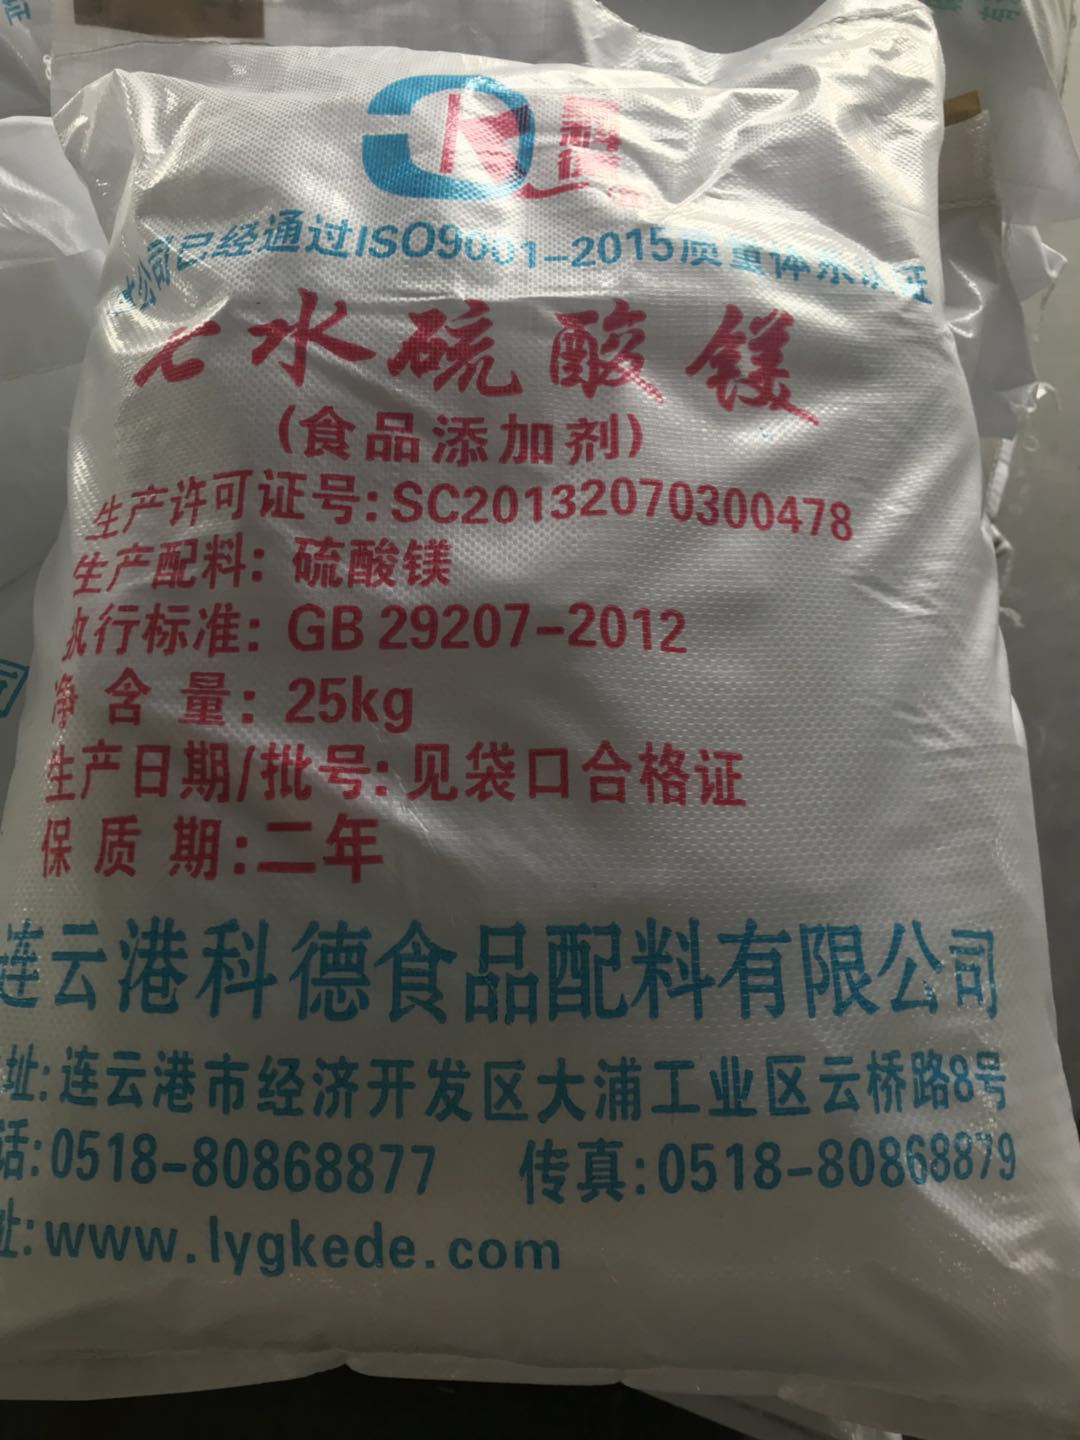 科德
本公司已经通过ISO9001-2015质量体系认证
七水硫酸镁
(食品添加剂)
生产许可证号:SC20132070300478
生产配料:硫酸镁
执行标准:GB 29207-2012
净含量:25kg
生产日期/批号:见袋口合格证
保质期:二年
连云港科德食品配料有限公司
址:连云港市经济开发区大浦工业区云桥路8号
话:0518-80868877 传真:0518-80868879
址:www.lygkede.com